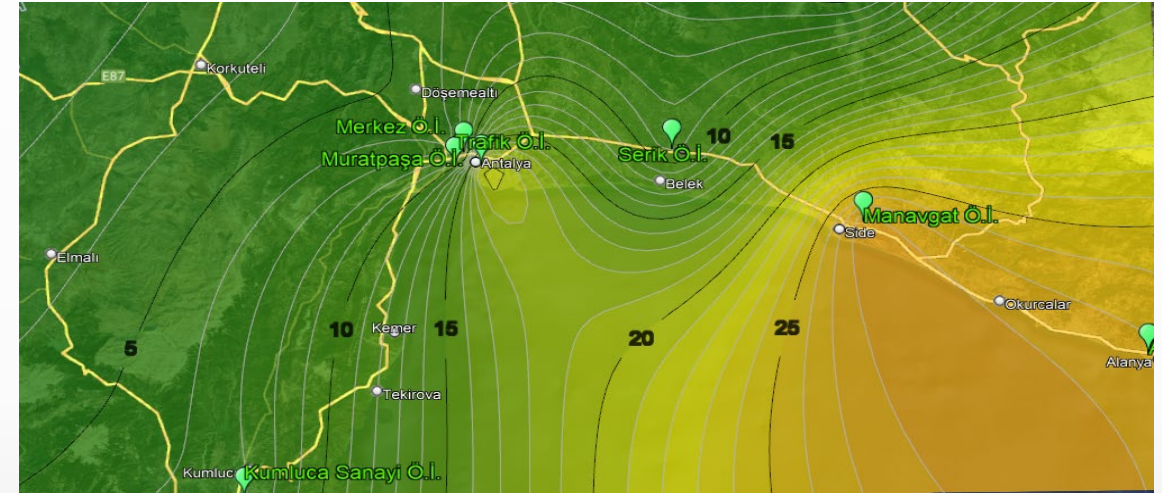 Korkuteli
E87
Döşemealtı
Merkez Ö.İ.
Trafik Ö.İ.
Muratpaşa Ö.İ.
Antalya
Serik Ö.İ.
10
15
Belek
Manavgat Ö.İ.
Side
Elmalı
Okurcalar
5
10
Kemer
15
20
25
Alanya
Tekirova
Kumluc
Kumluca Sanayi Ö.İ.